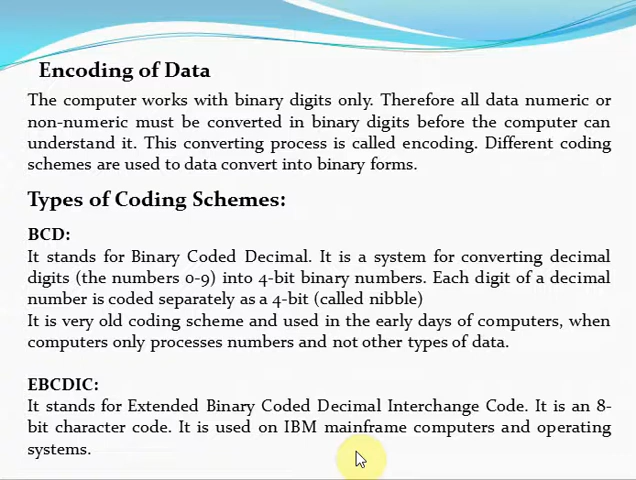 Encoding of Data
The computer works with binary digits only. Therefore all data numeric or
non-numeric must be converted in binary digits before the computer can
understand it. This converting process is called encoding. Different coding
schemes are used to data convert into binary forms.
Types of Coding Schemes:
BCD:
It stands for Binary Coded Decimal. It is a system for converting decimal
digits (the numbers 0-9) into 4-bit binary numbers. Each digit of a decimal
number is coded separately as a 4-bit (called nibble)
It is very old coding scheme and used in the early days of computers, when
computers only processes numbers and not other types of data.
EBCDIC:
It stands for Extended Binary Coded Decimal Interchange Code. It is an 8-
bit character code. It is used on IBM mainframe computers and operating
systems.